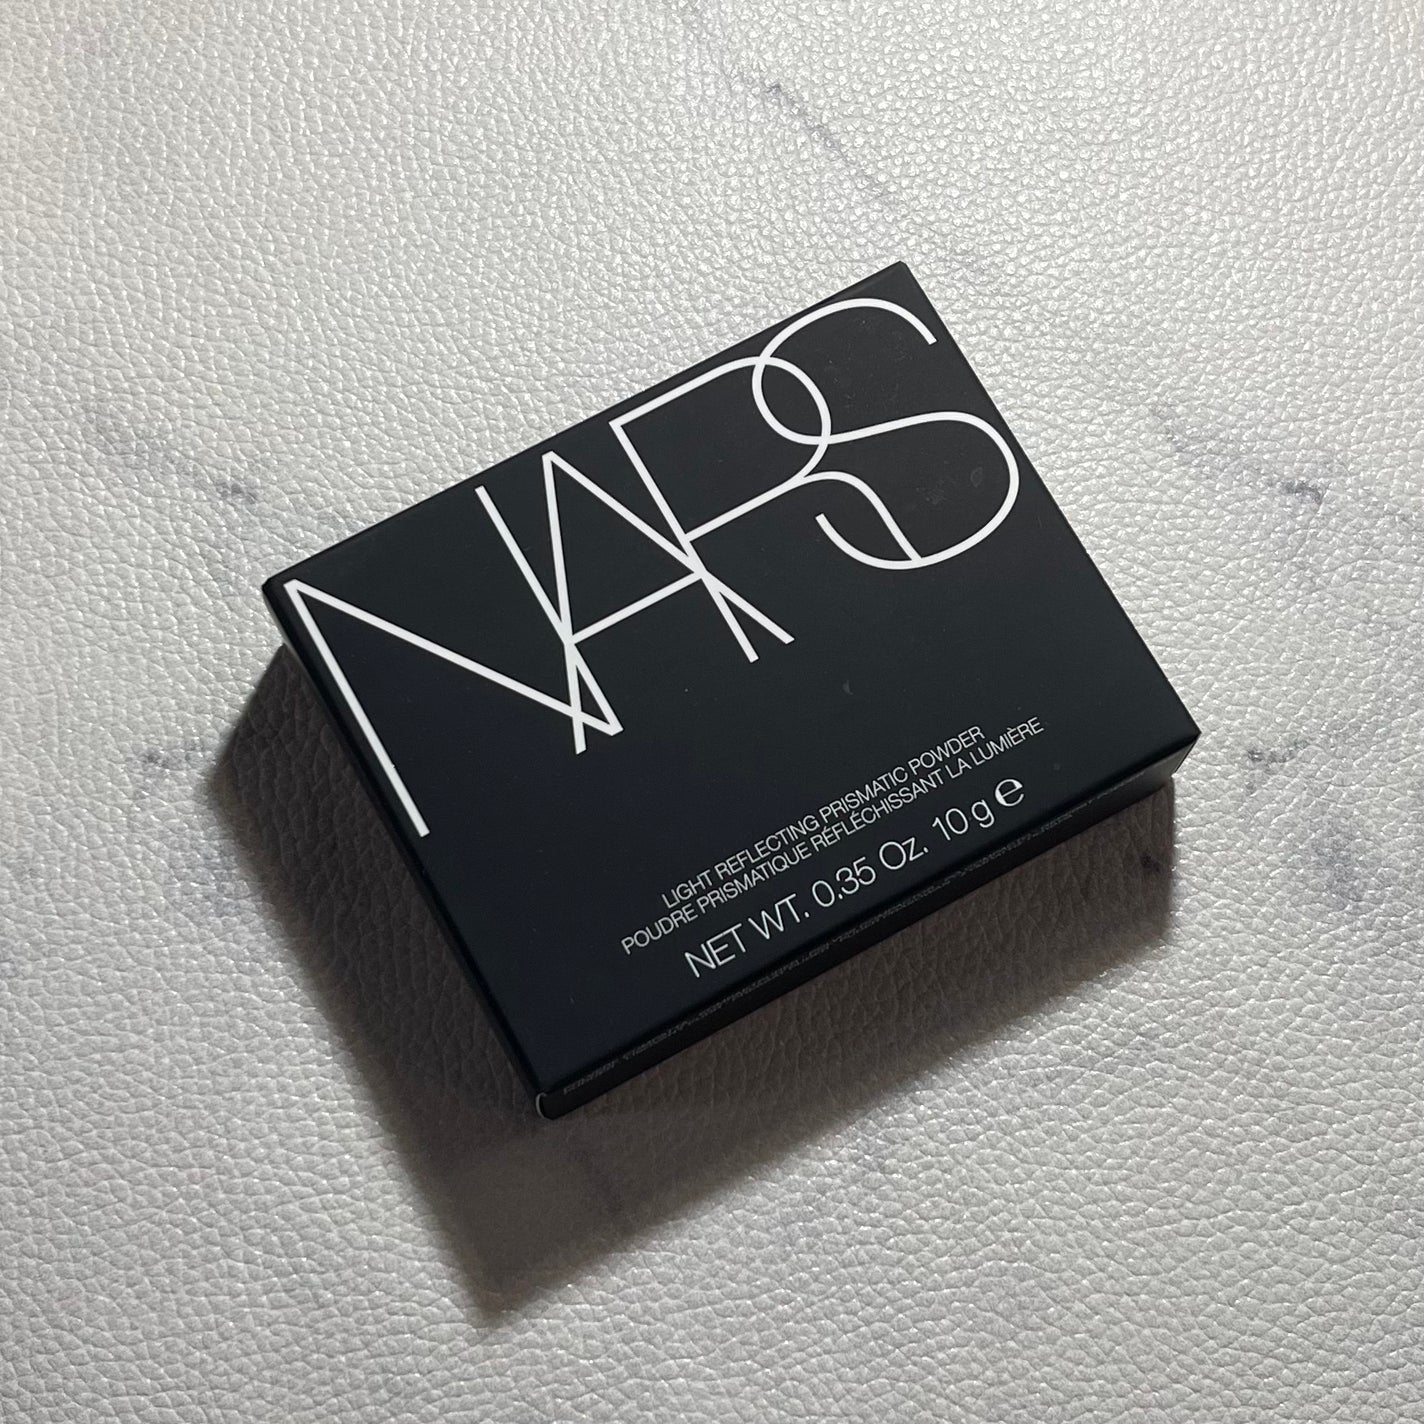 NARS
LIGHT REFLECTING PRISMATIC POWDER
POUDRE PRISMATIQUE RÉFLÉCHISSANT LA LUMIÈRE
NET WT. 0.35 Oz. 10 g ℮